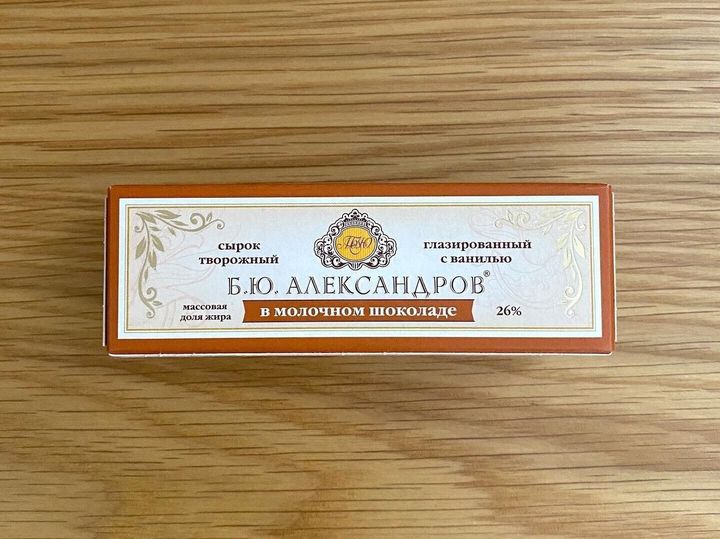 сырок
творожный
глазированный
с ванилью
Б.Ю. АЛЕКСАНДРОВ®
массовая
доля жира
в молочном шоколаде
26%